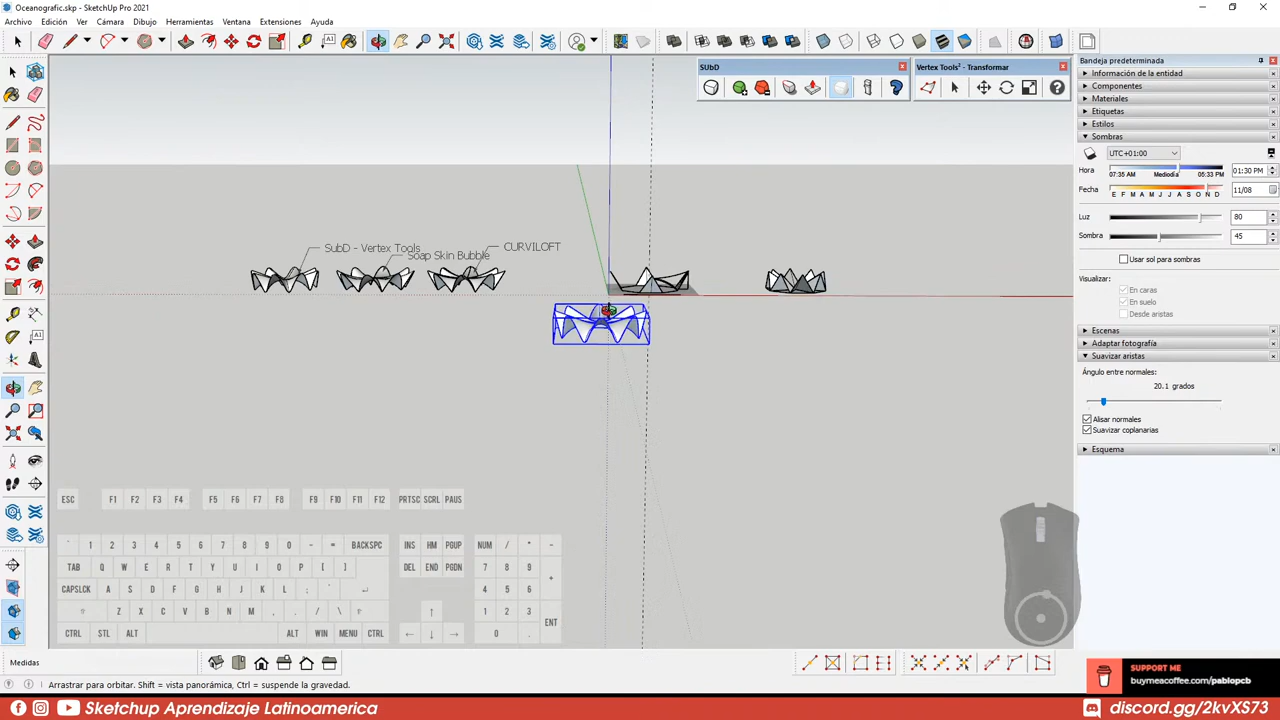 Oceanografic.skp - SketchUp Pro 2021
Archivo Edición Ver Cámara Dibujo Herramientas Ventana Extensiones Ayuda
SUbD
Vertex Tools² - Transformar
Bandeja predeterminada
Información de la entidad
Componentes
Materiales
Etiquetas
Estilos
Sombras
UTC+01:00
Hora
07:35 AM Mediodía 05:33 PM
01:30 PM
Fecha
E F M A M J J A S O N D
11/08
Luz
80
Sombra
45
Usar sol para sombras
Visualizar:
En caras
En suelo
Desde aristas
Escenas
Adaptar fotografía
Suavizar aristas
Ángulo entre normales:
20.1 grados
Alisar normales
Suavizar coplanarias
Esquema
SubD - Vertex Tools
Soap Skin Bubble
CURVILOFT
ESC F1 F2 F3 F4 F5 F6 F7 F8 F9 F10 F11 F12 PRTSC SCRL PAUS
` 1 2 3 4 5 6 7 8 9 0 - = BACKSPC INS HM PGUP NUM / * -
TAB Q W E R T Y U I O P [ ] DEL END PGDN 7 8 9 +
CAPSLCK A S D F G H J K L ; ' 4 5 6
Z X C V B N M , . / 1 2 3 ENT
CTRL STL ALT ALT WIN MENU CTRL 0 .
Medidas
Arrastrar para orbitar. Shift = vista panorámica, Ctrl = suspende la gravedad.
SUPPORT ME
buymeacoffee.com/pablopcb
Sketchup Aprendizaje Latinoamerica
discord.gg/2kvXS73